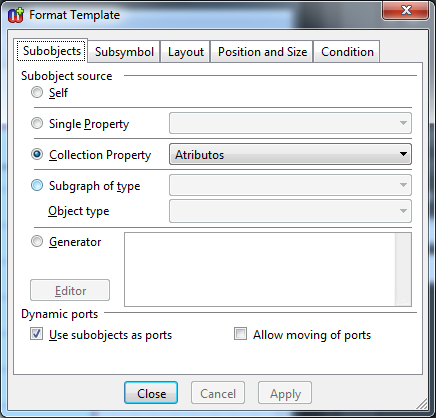 Format Template
Subobjects Subsymbol Layout Position and Size Condition
Subobject source
Self
Single Property
Collection Property Atributos
Subgraph of type
Object type
Generator
Editor
Dynamic ports
Use subobjects as ports Allow moving of ports
Close Cancel Apply